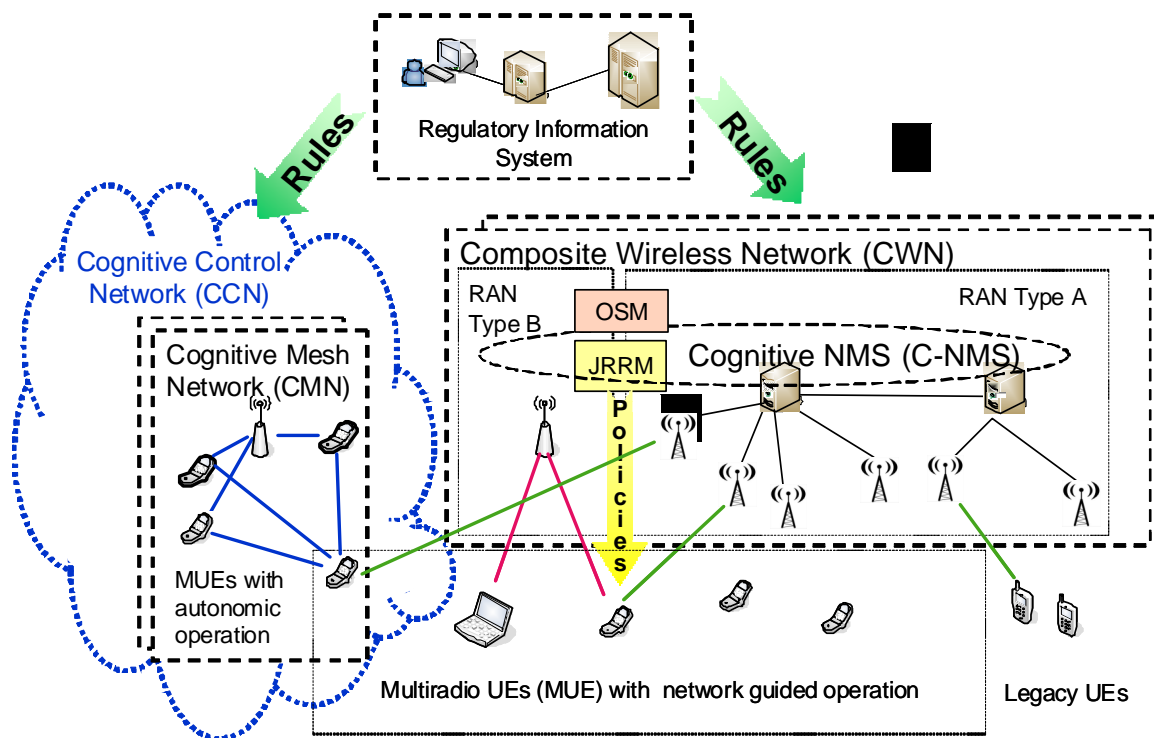 Regulatory Information
System
Rules
Rules
Cognitive Control
Network (CCN)
Composite Wireless Network (CWN)
RAN
Type B
RAN Type A
OSM
Cognitive NMS (C-NMS)
JRRM
Cognitive Mesh
Network (CMN)
Policies
MUEs with
autonomic
operation
Multiradio UEs (MUE) with network guided operation
Legacy UEs